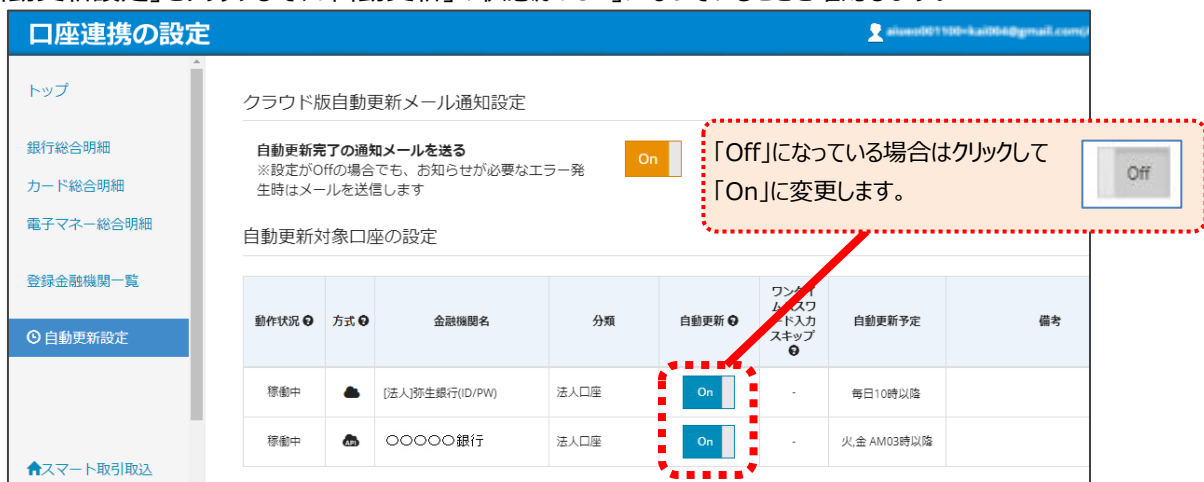 口座連携の設定
トップ
銀行総合明細
カード総合明細
電子マネー総合明細
登録金融機関一覧
自動更新設定
スマート取引取込
クラウド版自動更新メール通知設定
自動更新完了の通知メールを送る
※設定がOffの場合でも、お知らせが必要なエラー発
生時はメールを送信します
On
「Off」になっている場合はクリックして
「On」に変更します。
Off
自動更新対象口座の設定
動作状況 方式 金融機関名 分類 自動更新 自動更新予定 備考
ド入力
スキップ
稼働中 [法人]弥生銀行(ID/PW) 法人口座 On - 毎日10時以降
稼働中 API 〇〇〇〇〇銀行 法人口座 On - 火,金 AM03時以降